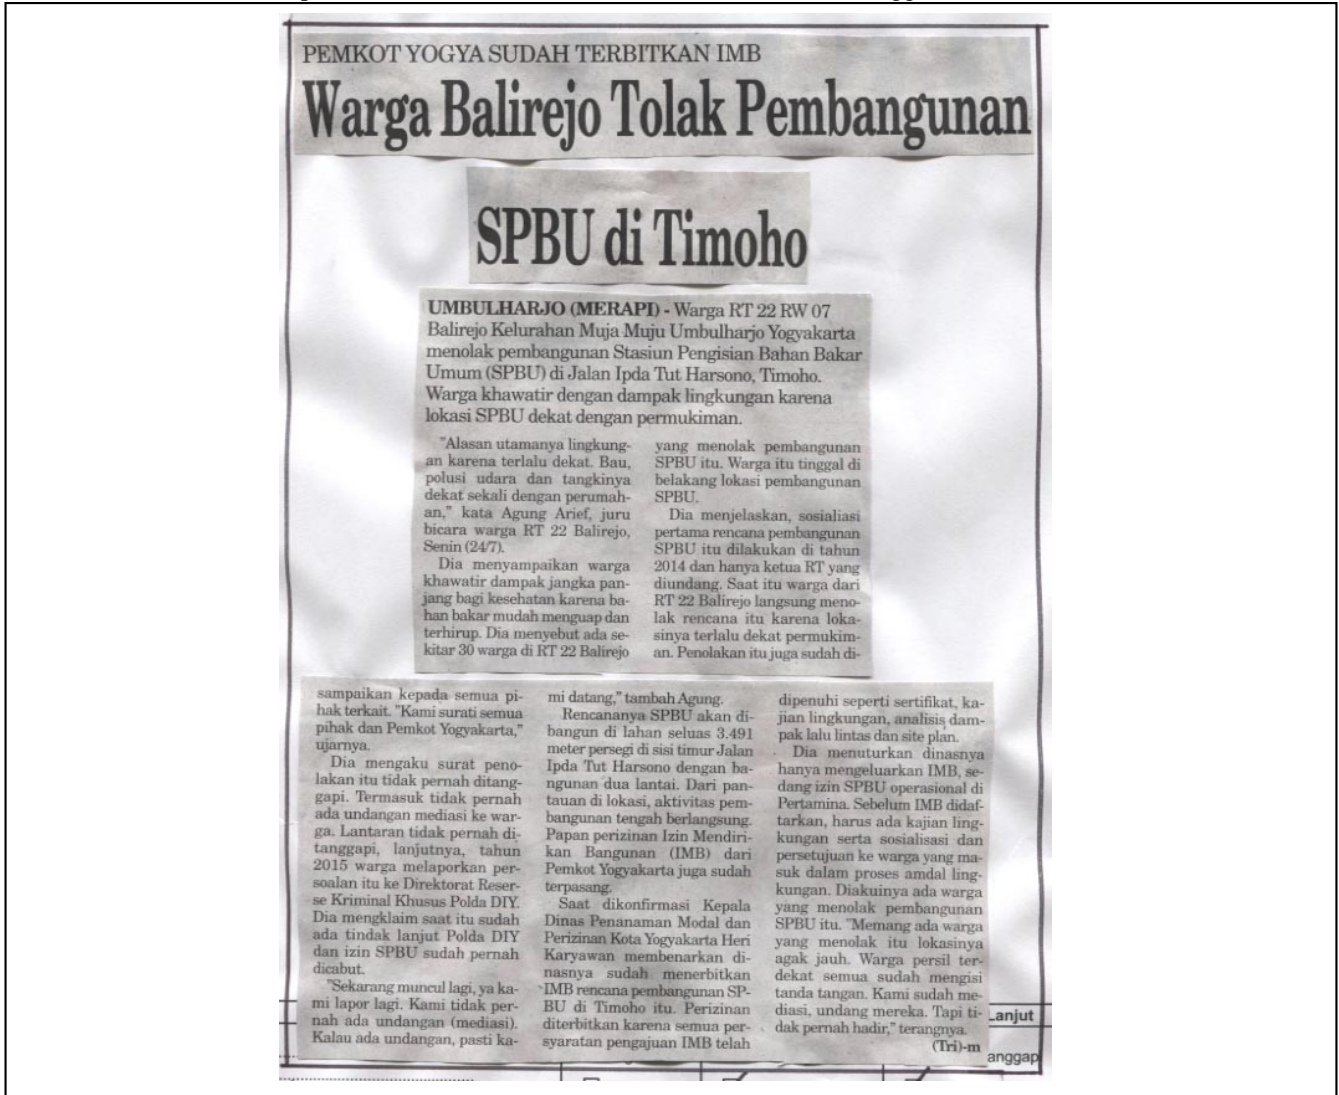 PEMKOT YOGYA SUDAH TERBITKAN IMB
Warga Balirejo Tolak Pembangunan
SPBU di Timoho
UMBULHARJO (MERAPI) - Warga RT 22 RW 07
Balirejo Kelurahan Muja Muju Umbulharjo Yogyakarta
menolak pembangunan Stasiun Pengisian Bahan Bakar
Umum (SPBU) di Jalan Ipda Tut Harsono, Timoho.
Warga khawatir dengan dampak lingkungan karena
lokasi SPBU dekat dengan permukiman.
"Alasan utamanya lingkung-
an karena terlalu dekat. Bau,
polusi udara dan tangkinya
dekat sekali dengan perumah-
an," kata Agung Arief, juru
bicara warga RT 22 Balirejo,
Senin (24/7).
Dia menyampaikan warga
khawatir dampak jangka pan-
jang bagi kesehatan karena ba-
han bakar mudah menguap dan
terhirup. Dia menyebut ada se-
kitar 30 warga di RT 22 Balirejo
yang menolak pembangunan
SPBU itu. Warga itu tinggal di
belakang lokasi pembangunan
SPBU.
Dia menjelaskan, sosialiasi
pertama rencana pembangunan
SPBU itu dilakukan di tahun
2014 dan hanya ketua RT yang
diundang. Saat itu warga dari
RT 22 Balirejo langsung meno-
lak rencana itu karena loka-
sinya terlalu dekat permukim-
an. Penolakan itu juga sudah di-
sampaikan kepada semua pi-
hak terkait. "Kami surati semua
pihak dan Pemkot Yogyakarta,"
ujarnya.
Dia mengaku surat peno-
lakan itu tidak pernah ditang-
gapi. Termasuk tidak pernah
ada undangan mediasi ke war-
ga. Lantaran tidak pernah di-
tanggapi, lanjutnya, tahun
2015 warga melaporkan per-
soalan itu ke Direktorat Reser-
se Kriminal Khusus Polda DIY.
Dia mengklaim saat itu sudah
ada tindak lanjut Polda DIY
dan izin SPBU sudah pernah
dicabut.
"Sekarang muncul lagi, ya ka-
mi lapor lagi. Kami tidak per-
nah ada undangan (mediasi).
Kalau ada undangan, pasti ka-
mi datang," tambah Agung.
Rencananya SPBU akan di-
bangun di lahan seluas 3.491
meter persegi di sisi timur Jalan
Ipda Tut Harsono dengan ba-
ngunan dua lantai. Dari pan-
tauan di lokasi, aktivitas pem-
bangunan tengah berlangsung.
Papan perizinan Izin Mendiri-
kan Bangunan (IMB) dari
Pemkot Yogyakarta juga sudah
terpasang.
Saat dikonfirmasi Kepala
Dinas Penanaman Modal dan
Perizinan Kota Yogyakarta Heri
Karyawan membenarkan di-
nasnya sudah menerbitkan
IMB rencana pembangunan SP-
BU di Timoho itu. Perizinan
diterbitkan karena semua per-
syaratan pengajuan IMB telah
dipenuhi seperti sertifikat, ka-
jian lingkungan, analisis dam-
pak lalu lintas dan site plan.
Dia menuturkan dinasnya
hanya mengeluarkan IMB, se-
dang izin SPBU operasional di
Pertamina. Sebelum IMB didaf-
tarkan, harus ada kajian ling-
kungan serta sosialisasi dan
persetujuan ke warga yang ma-
suk dalam proses amdal ling-
kungan. Diakuinya ada warga
yang menolak pembangunan
SPBU itu. "Memang ada warga
yang menolak itu lokasinya
agak jauh. Warga persil ter-
dekat semua sudah mengisi
tanda tangan. Kami sudah me-
diasi, undang mereka. Tapi ti-
dak pernah hadir," terangnya.
(Tri)-m
Lanjut
anggap